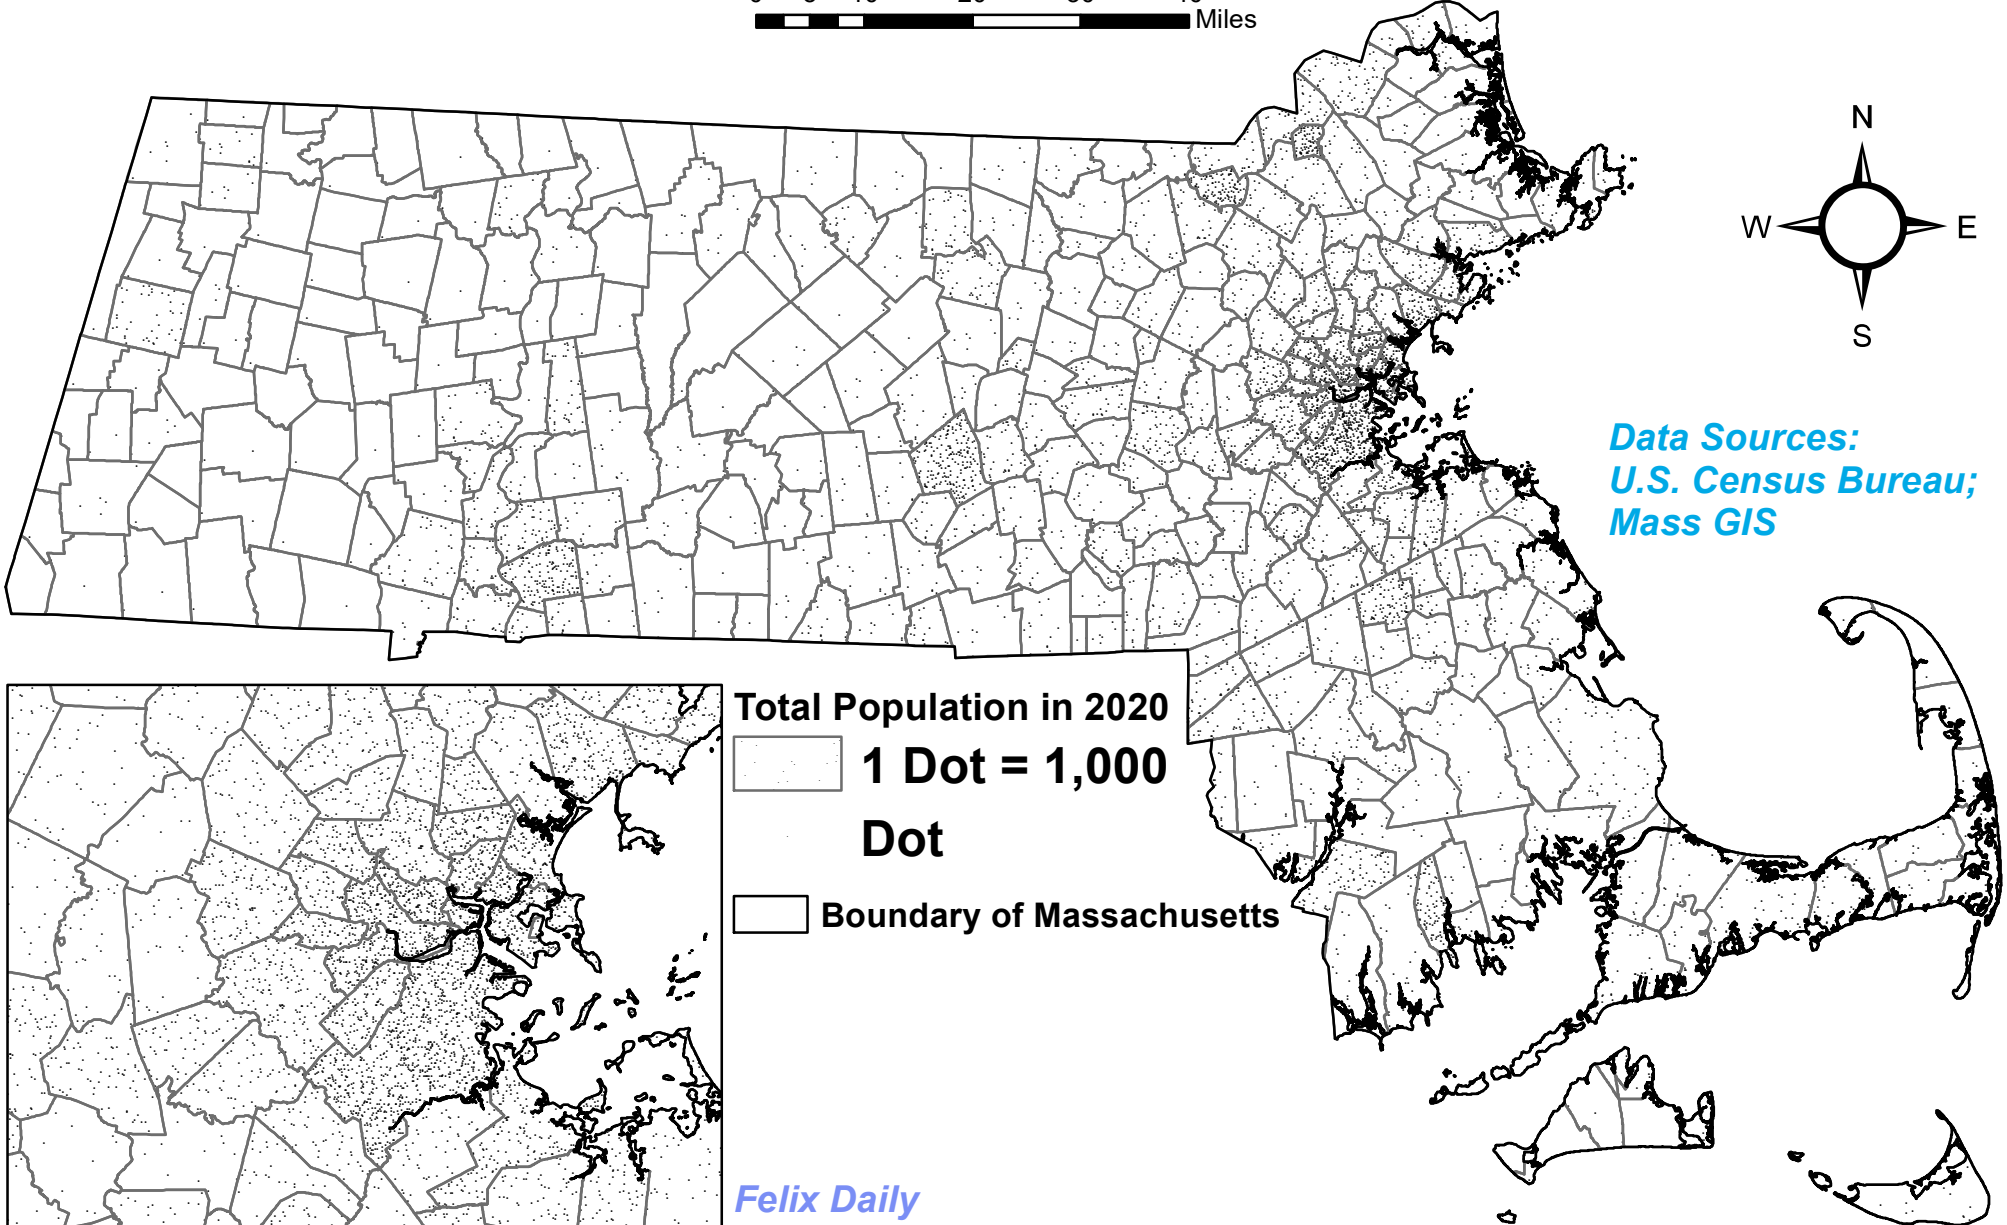 Miles
N
W E
S
Data Sources:
U.S. Census Bureau;
Mass GIS
Total Population in 2020
1 Dot = 1,000
Dot
Boundary of Massachusetts
Felix Daily